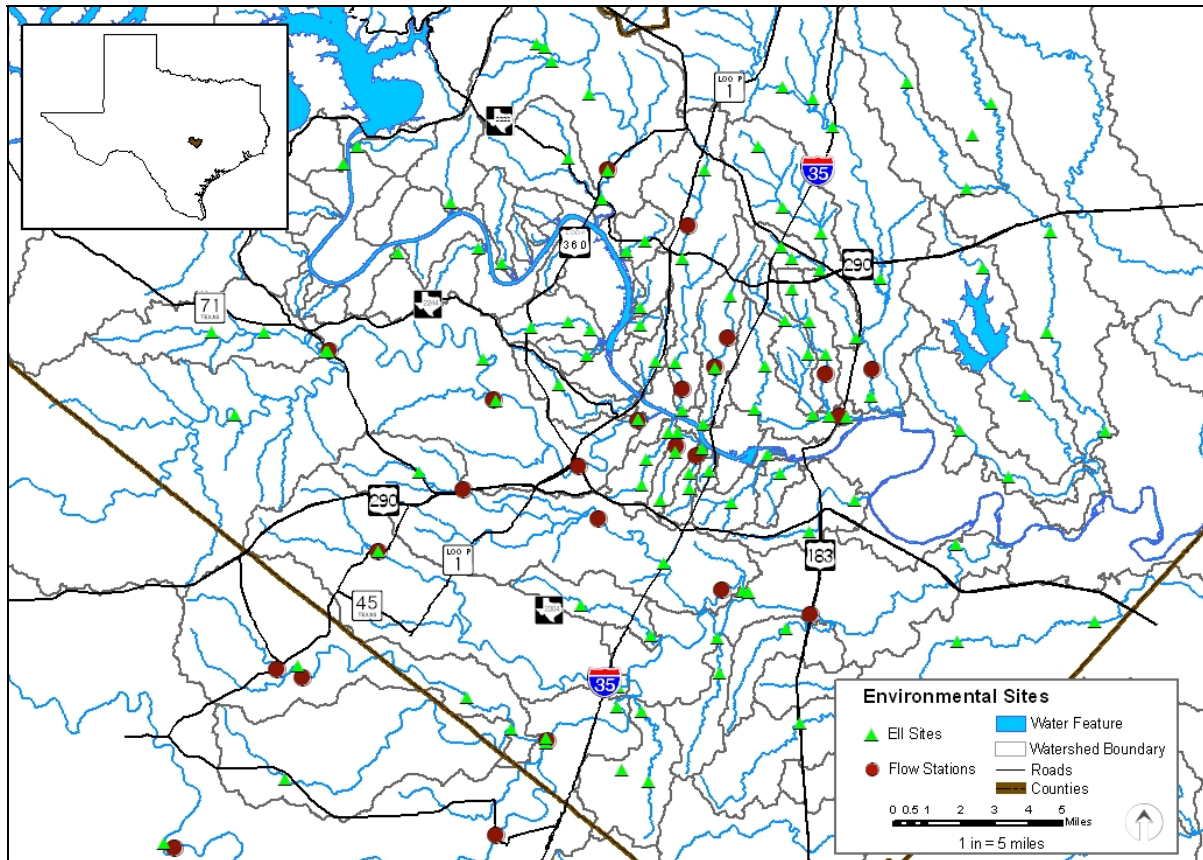 LOOP
1
35
360
290
71
TEXAS
2244
290
LOOP
1
183
45
TEXAS
2304
35
Environmental Sites
EII Sites
Water Feature
Watershed Boundary
Flow Stations
Roads
Counties
0 0.5 1 2 3 4 5
Miles
1 in = 5 miles